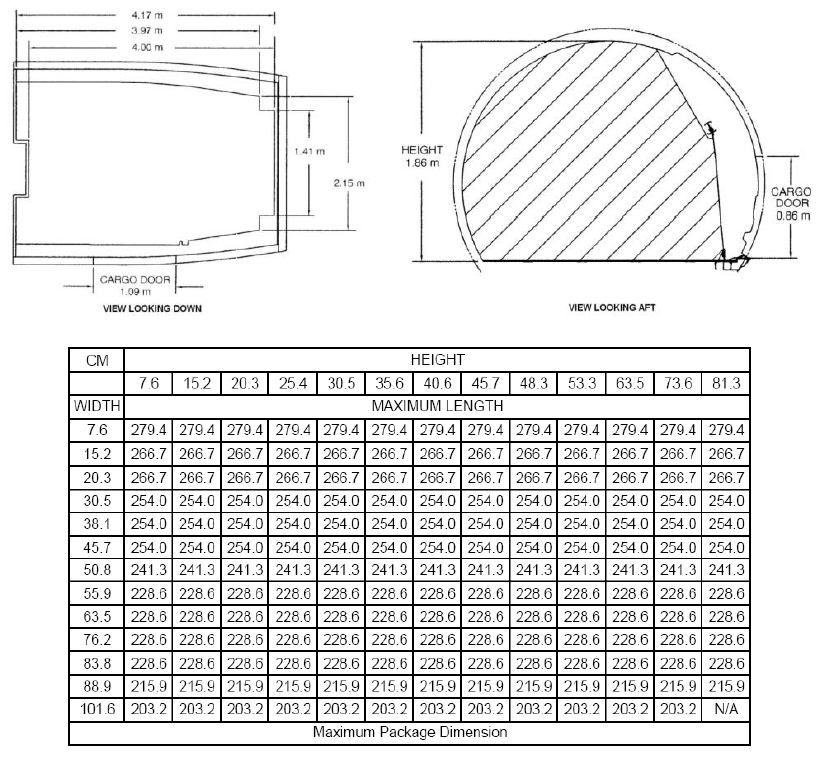 4.17 m
3.97 m
4.00 m
1.41 m
2.15 m
CARGO DOOR
1.09 m
VIEW LOOKING DOWN
HEIGHT
1.86 m
CARGO
DOOR
0.86 m
VIEW LOOKING AFT
CM HEIGHT
7.6 15.2 20.3 25.4 30.5 35.6 40.6 45.7 48.3 53.3 63.5 73.6 81.3
WIDTH MAXIMUM LENGTH
7.6 279.4 279.4 279.4 279.4 279.4 279.4 279.4 279.4 279.4 279.4 279.4 279.4 279.4
15.2 266.7 266.7 266.7 266.7 266.7 266.7 266.7 266.7 266.7 266.7 266.7 266.7 266.7
20.3 266.7 266.7 266.7 266.7 266.7 266.7 266.7 266.7 266.7 266.7 266.7 266.7 266.7
30.5 254.0 254.0 254.0 254.0 254.0 254.0 254.0 254.0 254.0 254.0 254.0 254.0 254.0
38.1 254.0 254.0 254.0 254.0 254.0 254.0 254.0 254.0 254.0 254.0 254.0 254.0 254.0
45.7 254.0 254.0 254.0 254.0 254.0 254.0 254.0 254.0 254.0 254.0 254.0 254.0 254.0
50.8 241.3 241.3 241.3 241.3 241.3 241.3 241.3 241.3 241.3 241.3 241.3 241.3 241.3
55.9 228.6 228.6 228.6 228.6 228.6 228.6 228.6 228.6 228.6 228.6 228.6 228.6 228.6
63.5 228.6 228.6 228.6 228.6 228.6 228.6 228.6 228.6 228.6 228.6 228.6 228.6 228.6
76.2 228.6 228.6 228.6 228.6 228.6 228.6 228.6 228.6 228.6 228.6 228.6 228.6 228.6
83.8 228.6 228.6 228.6 228.6 228.6 228.6 228.6 228.6 228.6 228.6 228.6 228.6 228.6
88.9 215.9 215.9 215.9 215.9 215.9 215.9 215.9 215.9 215.9 215.9 215.9 215.9 215.9
101.6 203.2 203.2 203.2 203.2 203.2 203.2 203.2 203.2 203.2 203.2 203.2 203.2 N/A
Maximum Package Dimension